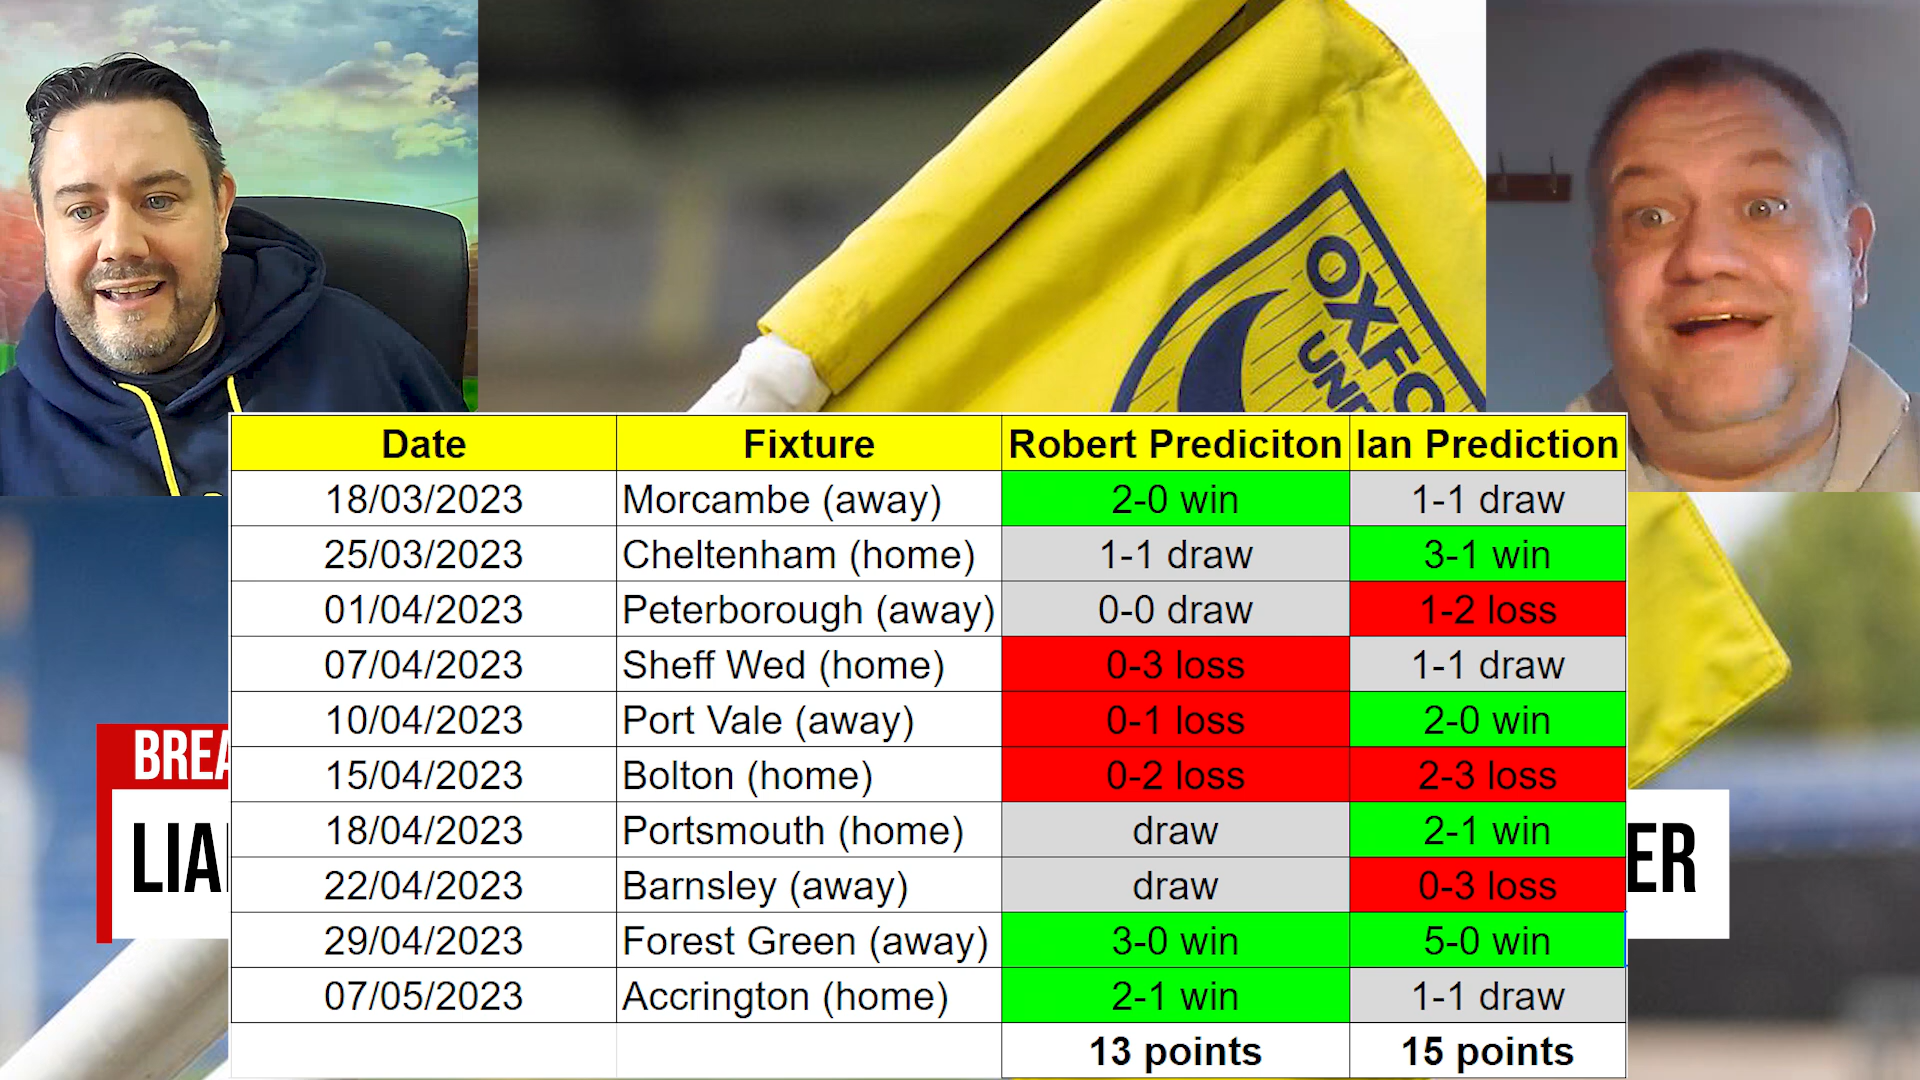 OXFO
UNI
Date Fixture Robert Prediciton Ian Prediction
18/03/2023 Morcambe (away) 2-0 win 1-1 draw
25/03/2023 Cheltenham (home) 1-1 draw 3-1 win
01/04/2023 Peterborough (away) 0-0 draw 1-2 loss
07/04/2023 Sheff Wed (home) 0-3 loss 1-1 draw
10/04/2023 Port Vale (away) 0-1 loss 2-0 win
15/04/2023 Bolton (home) 0-2 loss 2-3 loss
18/04/2023 Portsmouth (home) draw 2-1 win
22/04/2023 Barnsley (away) draw 0-3 loss
29/04/2023 Forest Green (away) 3-0 win 5-0 win
07/05/2023 Accrington (home) 2-1 win 1-1 draw
13 points 15 points
BREA
LIA ER